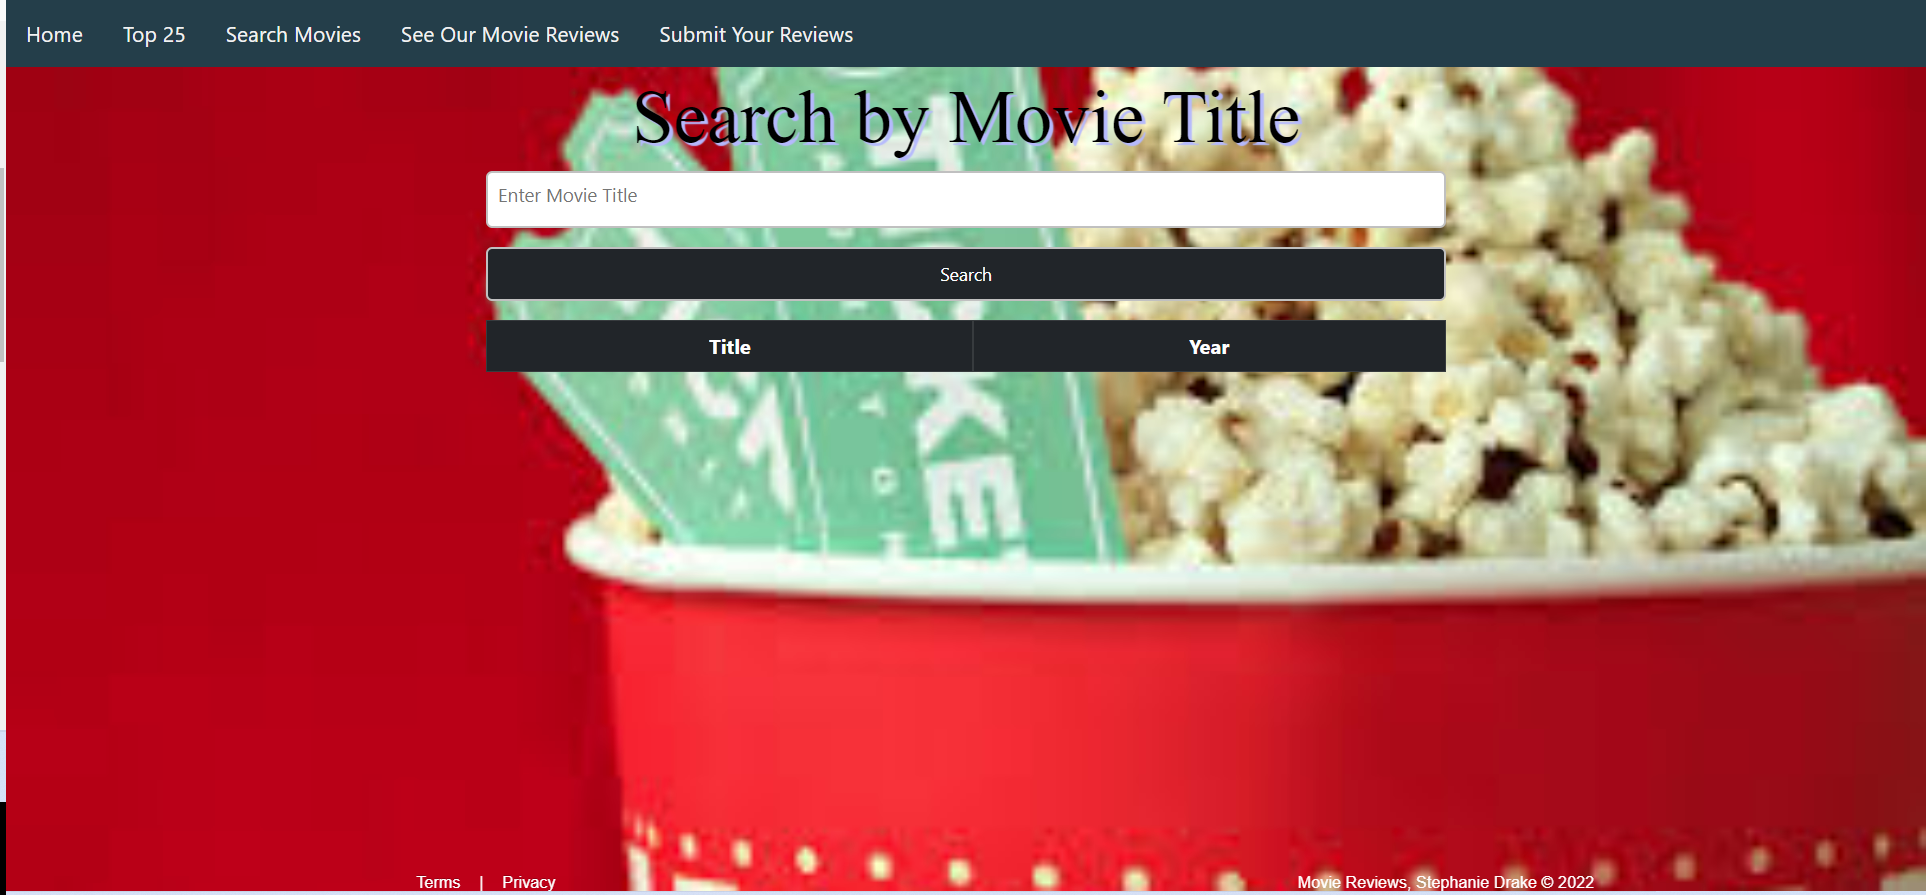 Home Top 25 Search Movies See Our Movie Reviews Submit Your Reviews
Search by Movie Title
Enter Movie Title
Search
Title Year
KE
Terms | Privacy Movie Reviews, Stephanie Drake © 2022